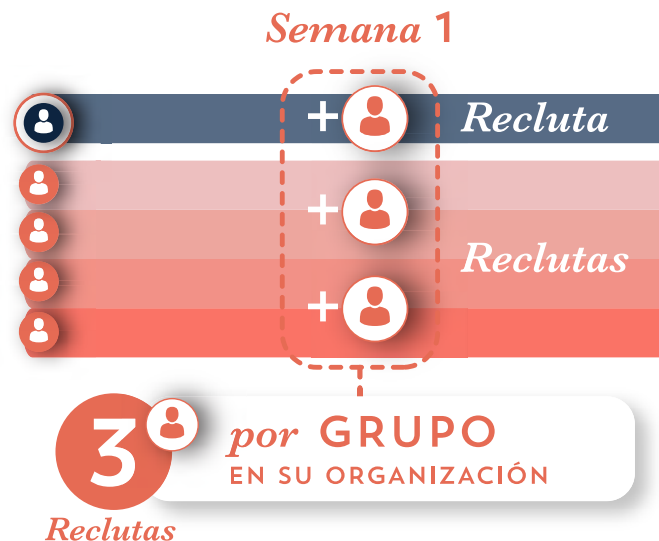 Semana 1
+ Recluta
+
Reclutas
+
3 por GRUPO
EN SU ORGANIZACIÓN
Reclutas